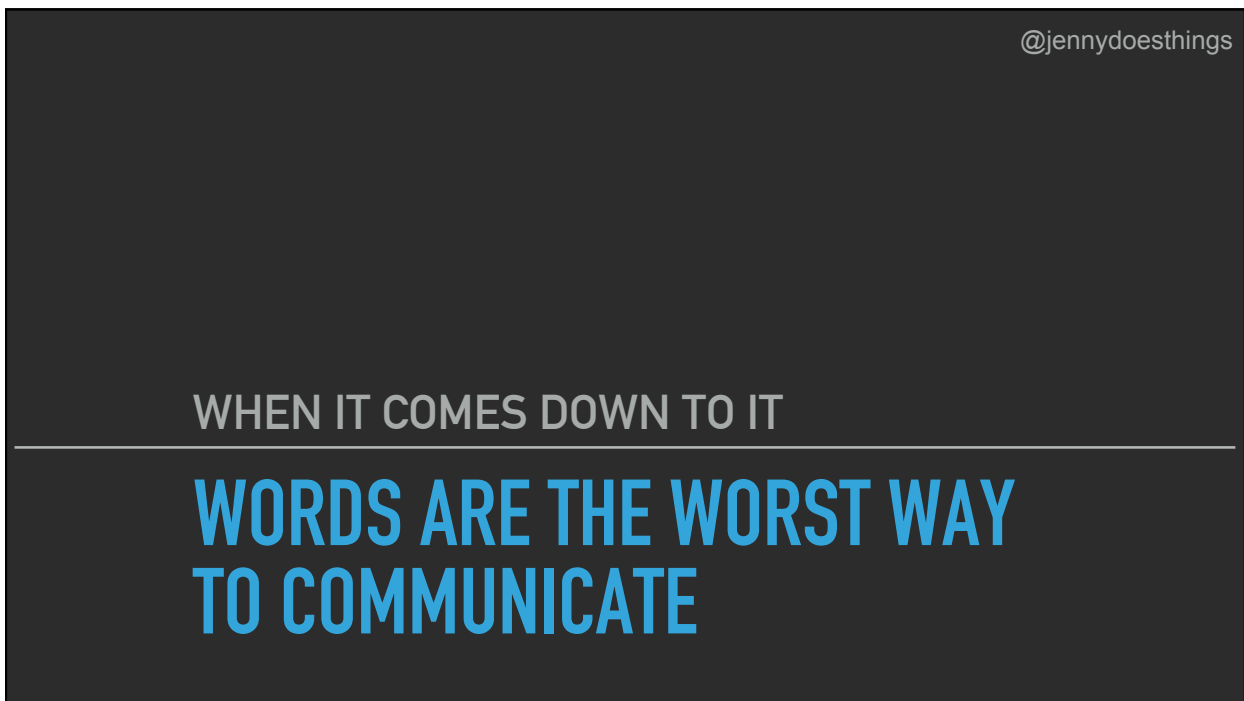 @jennydoesthings
WHEN IT COMES DOWN TO IT
WORDS ARE THE WORST WAY
TO COMMUNICATE